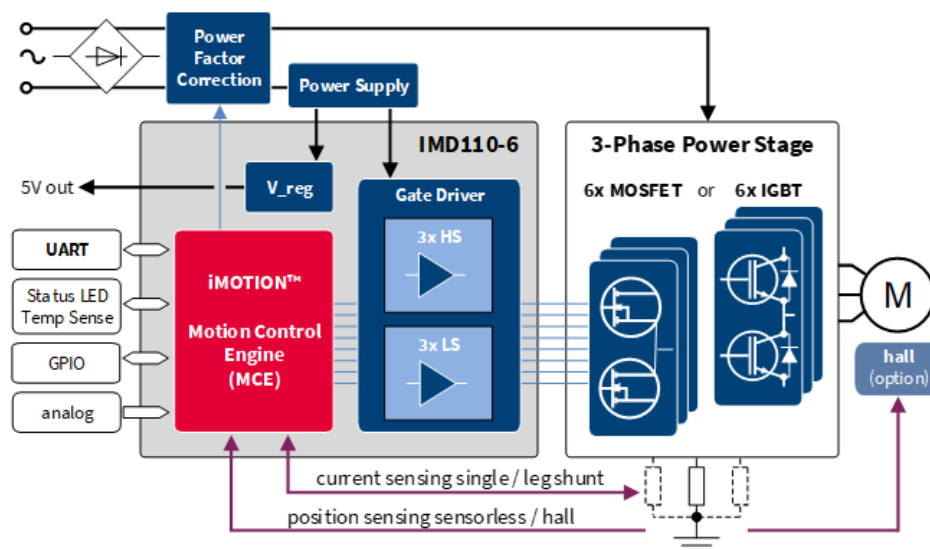 Power
Factor
Correction
Power Supply
IMD110-6
3-Phase Power Stage
5V out
V_reg
Gate Driver
6x MOSFET or 6x IGBT
UART
3x HS
iMOTION™
Status LED
Temp Sense
Motion Control
Engine
(MCE)
M
GPIO
3x LS
hall
(option)
analog
current sensing single / leg shunt
position sensing sensorless / hall